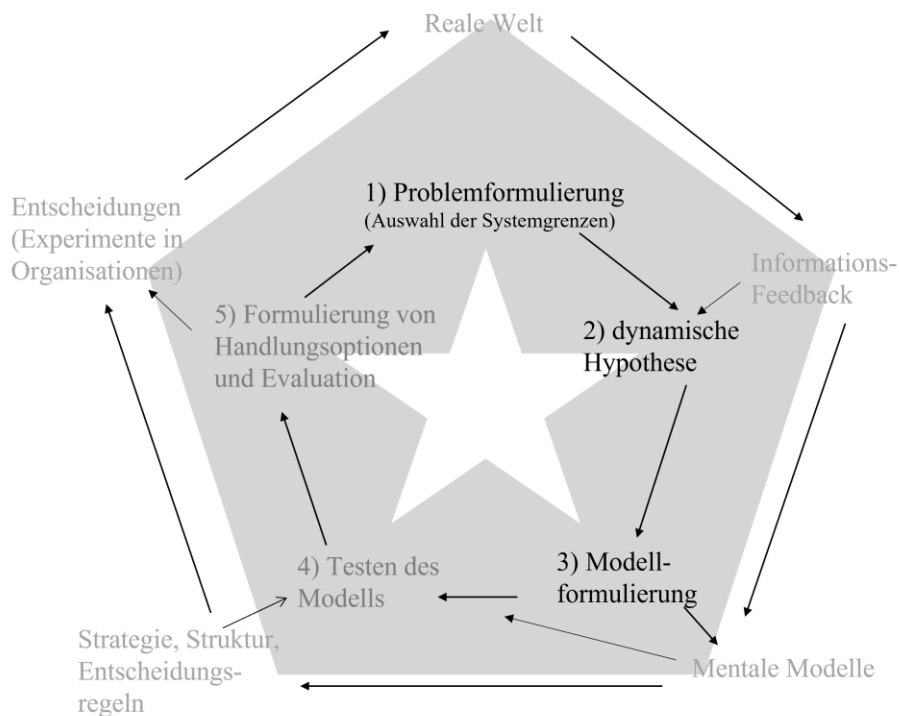 Reale Welt
1) Problemformulierung
(Auswahl der Systemgrenzen)
Entscheidungen
(Experimente in
Organisationen)
Informations-
Feedback
5) Formulierung von
Handlungsoptionen
und Evaluation
2) dynamische
Hypothese
4) Testen des
Modells
3) Modell-
formulierung
Strategie, Struktur,
Entscheidungs-
regeln
Mentale Modelle